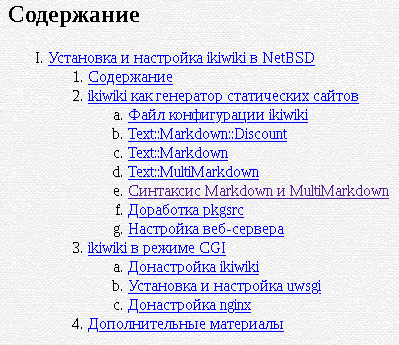 Содержание
I. Установка и настройка ikiwiki в NetBSD
1. Содержание
2. ikiwiki как генератор статических сайтов
a. Файл конфигурации ikiwiki
b. Text::Markdown::Discount
c. Text::Markdown
d. Text::MultiMarkdown
e. Синтаксис Markdown и MultiMarkdown
f. Доработка pkgsrc
g. Настройка веб-сервера
3. ikiwiki в режиме CGI
a. Донастройка ikiwiki
b. Установка и настройка uwsgi
c. Донастройка nginx
4. Дополнительные материалы